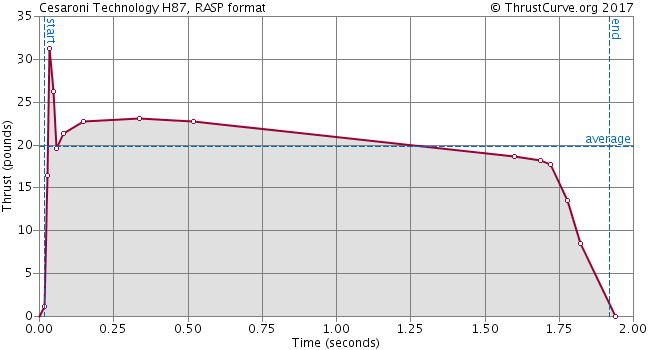 Cesaroni Technology H87, RASP format
© ThrustCurve.org 2017
35
30
25
20
15
10
5
0
Thrust (pounds)
start
end
average
0.00
0.25
0.50
0.75
1.00
1.25
1.50
1.75
2.00
Time (seconds)